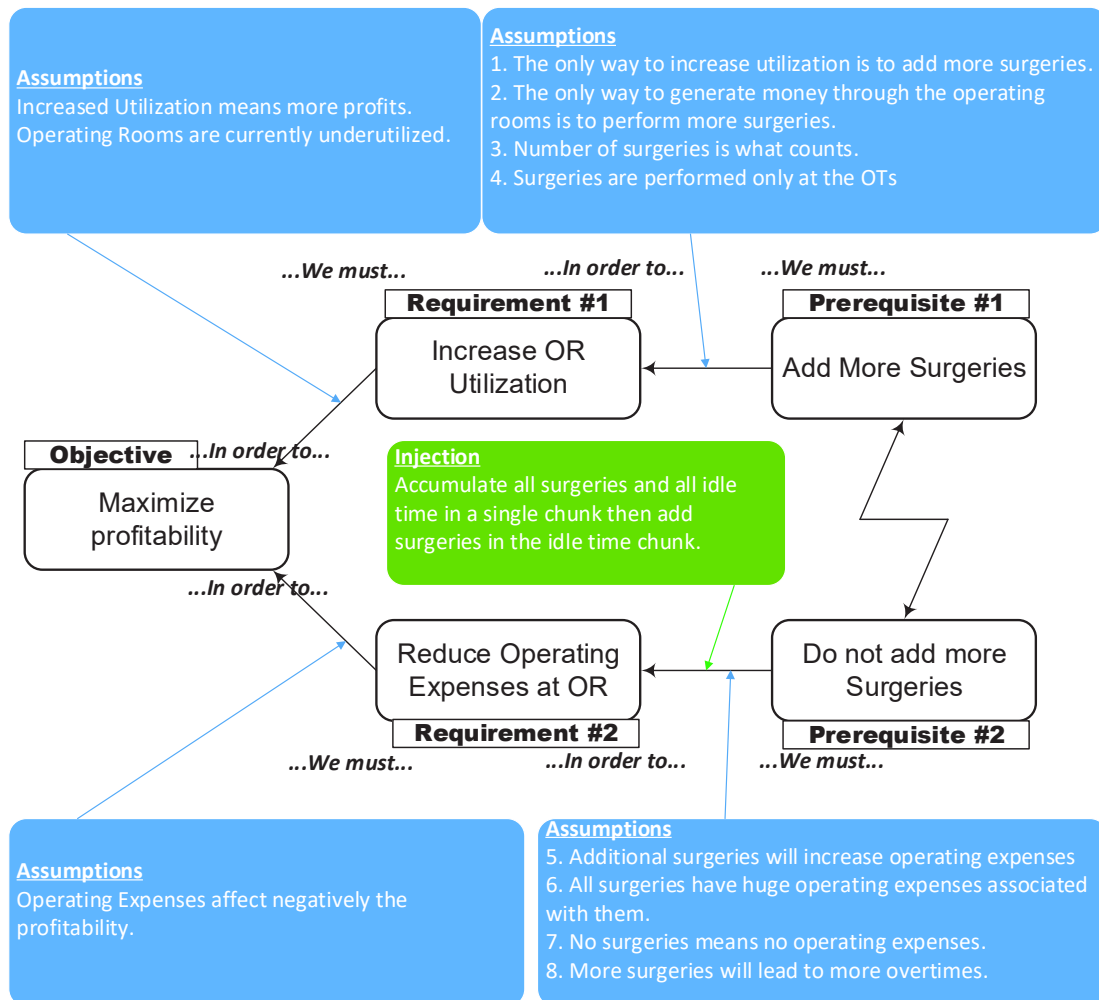 Assumptions
Increased Utilization means more profits.
Operating Rooms are currently underutilized.
Assumptions
1. The only way to increase utilization is to add more surgeries.
2. The only way to generate money through the operating
rooms is to perform more surgeries.
3. Number of surgeries is what counts.
4. Surgeries are performed only at the OTs
...We must...
...In order to...
...We must...
Requirement #1
Increase OR
Utilization
Prerequisite #1
Add More Surgeries
...In order to...
Objective
Maximize
profitability
Injection
Accumulate all surgeries and all idle
time in a single chunk then add
surgeries in the idle time chunk.
...In order to...
Reduce Operating
Expenses at OR
Requirement #2
Do not add more
Surgeries
Prerequisite #2
...We must...
...In order to...
...We must...
Assumptions
Operating Expenses affect negatively the
profitability.
Assumptions
5. Additional surgeries will increase operating expenses
6. All surgeries have huge operating expenses associated
with them.
7. No surgeries means no operating expenses.
8. More surgeries will lead to more overtimes.